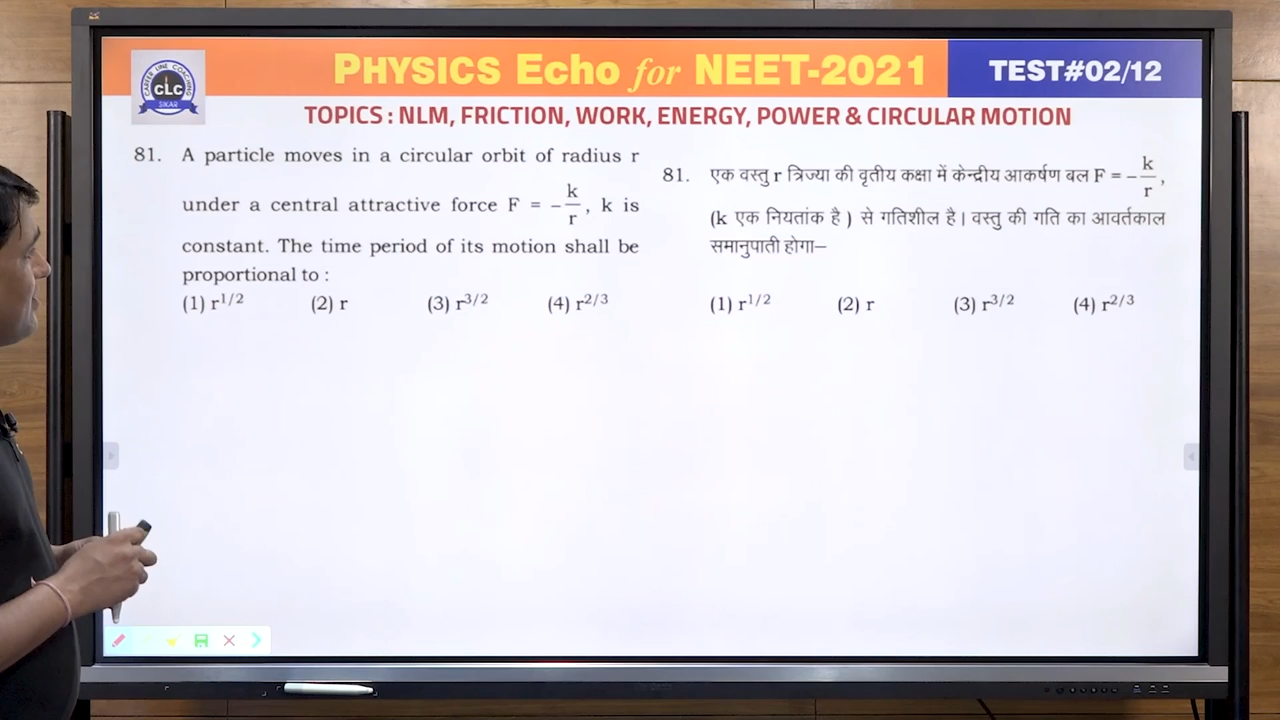 PHYSICS Echo for NEET-2021
TEST#02/12
CAREER LINE COACHING
CLC
SIKAR
TOPICS : NLM, FRICTION, WORK, ENERGY, POWER & CIRCULAR MOTION
81. A particle moves in a circular orbit of radius r
under a central attractive force F = −k/r, k is
constant. The time period of its motion shall be
proportional to :
(1) r^1/2 (2) r (3) r^3/2 (4) r^2/3
81. एक वस्तु r त्रिज्या की वृतीय कक्षा में केन्द्रीय आकर्षण बल F = −k/r,
(k एक नियतांक है ) से गतिशील है। वस्तु की गति का आवर्तकाल
समानुपाती होगा–
(1) r^1/2 (2) r (3) r^3/2 (4) r^2/3